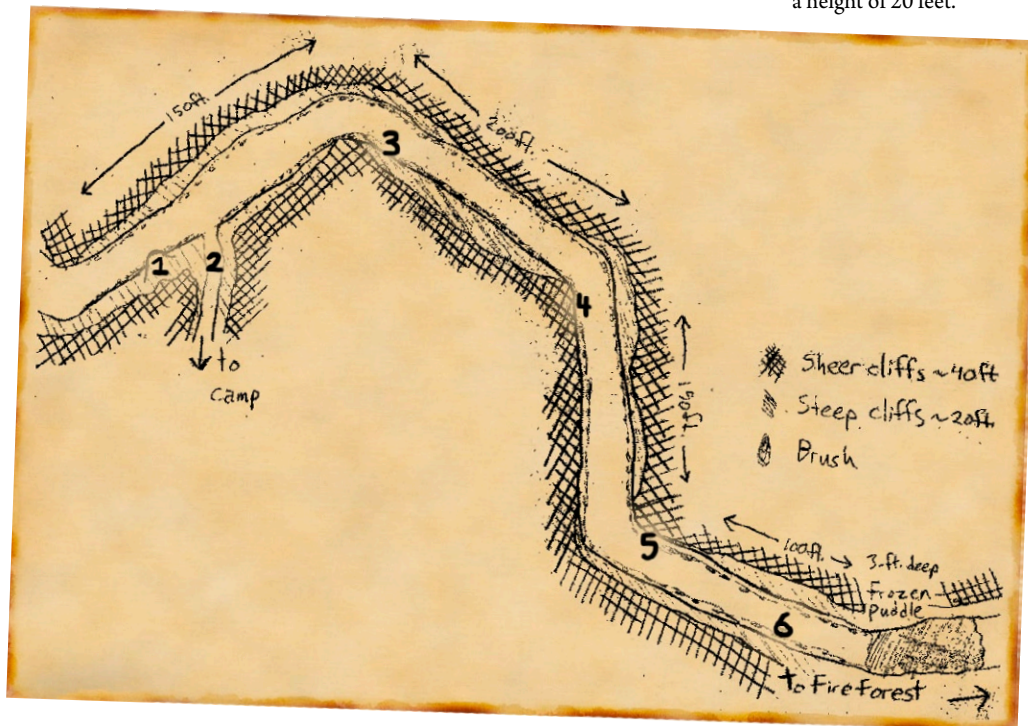 a height of 20 feet.
150ft.
200ft.
3
1
2
to
camp
4
190ft.
Sheer cliffs ~40ft
Steep cliffs ~20ft
Brush
5
100ft.
3-ft. deep
Frozen
puddle
6
to Fire Forest